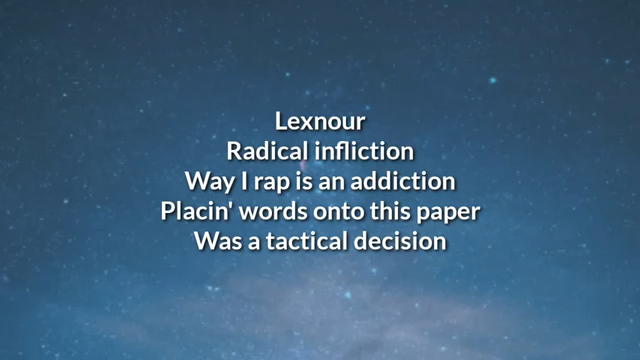 Lexnour
Radical infliction
Way I rap is an addiction
Placin' words onto this paper
Was a tactical decision